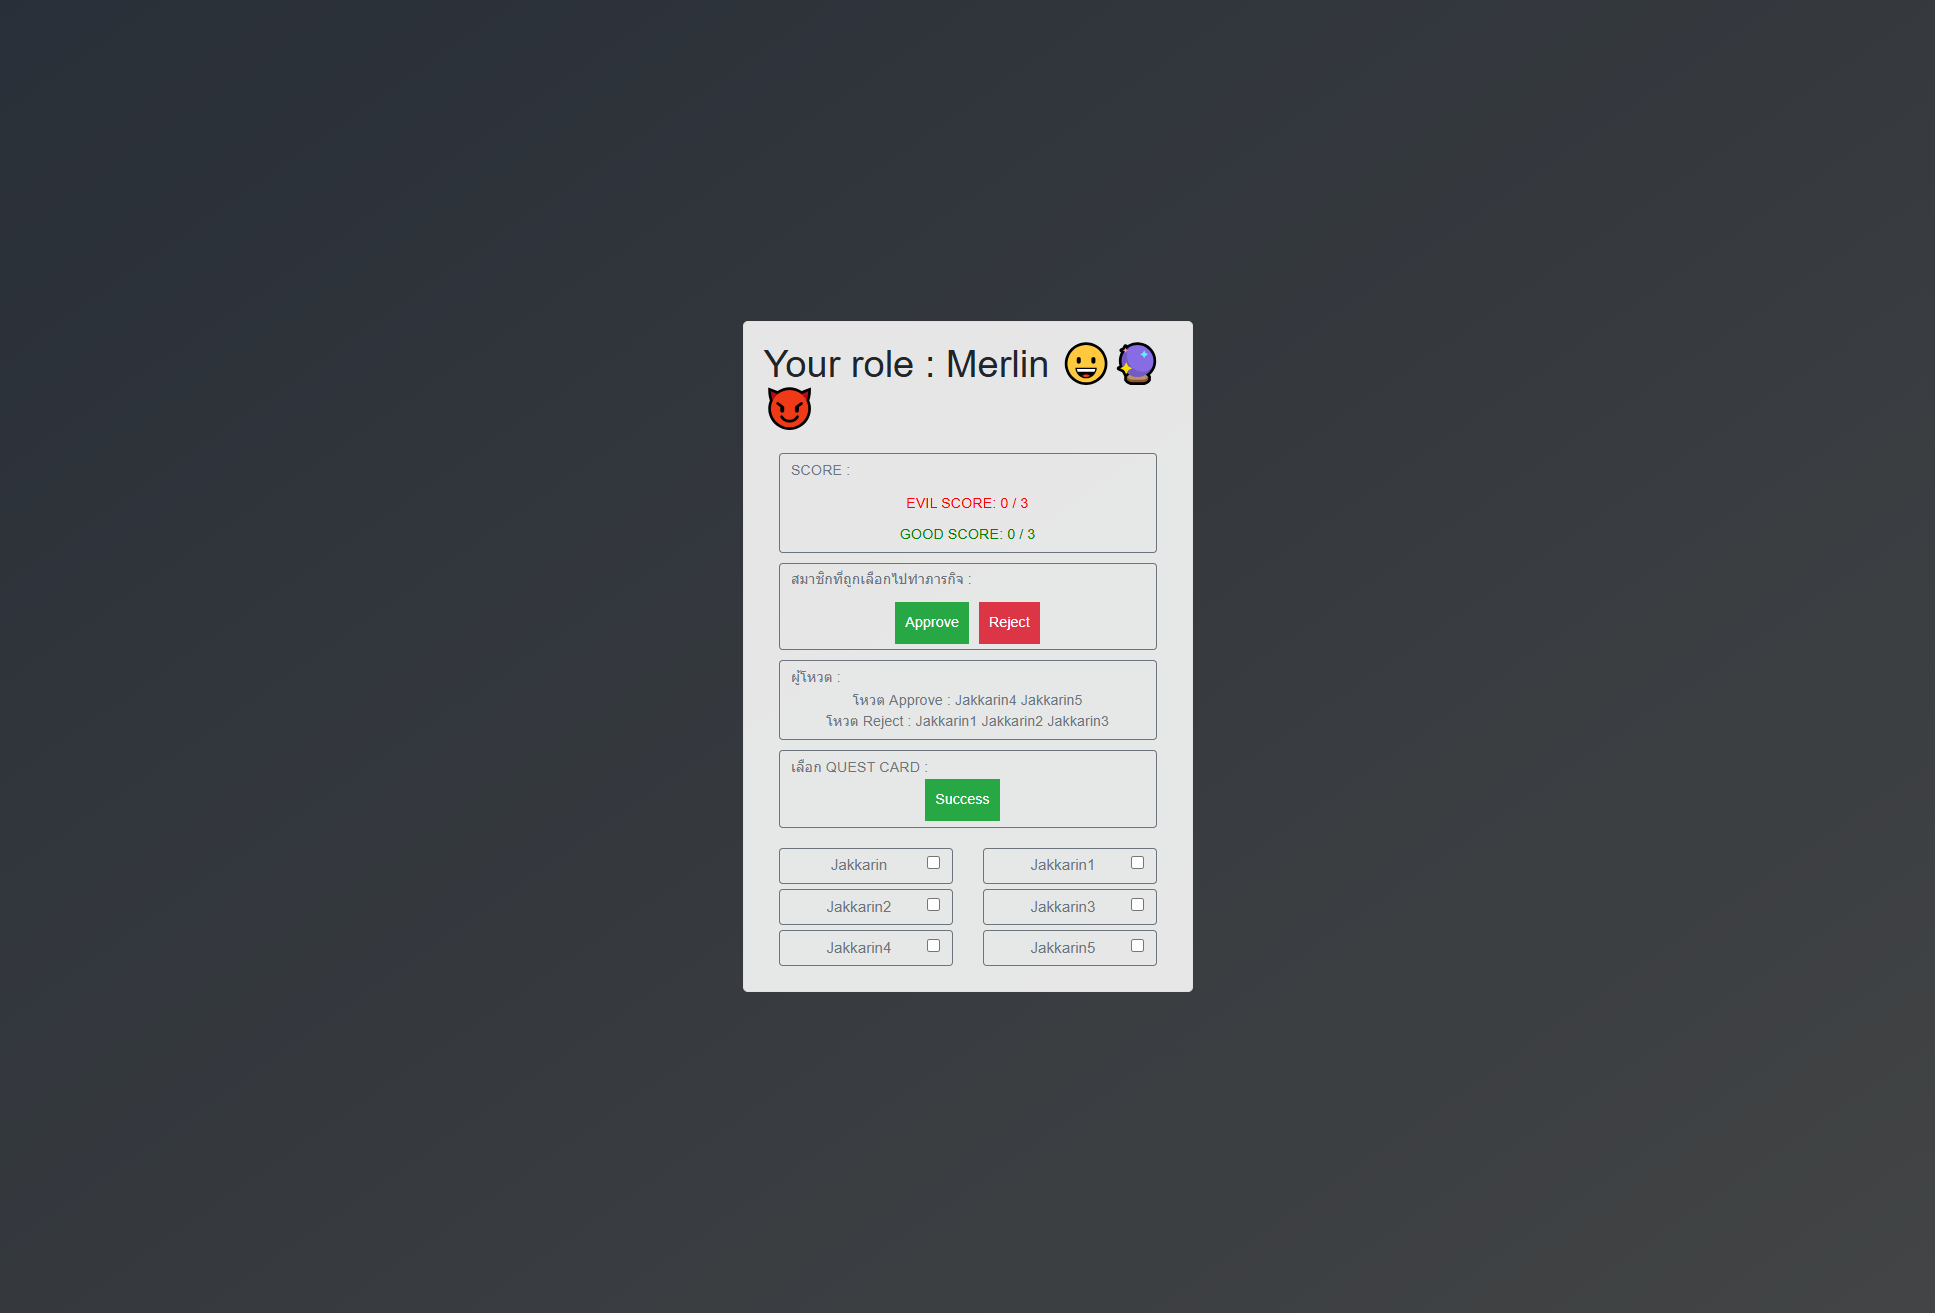 Your role : Merlin 😀🔮
😈
SCORE :
EVIL SCORE: 0 / 3
GOOD SCORE: 0 / 3
สมาชิกที่ถูกเลือกไปทำภารกิจ :
Approve Reject
ผู้โหวต :
โหวต Approve : Jakkarin4 Jakkarin5
โหวต Reject : Jakkarin1 Jakkarin2 Jakkarin3
เลือก QUEST CARD :
Success
Jakkarin Jakkarin1
Jakkarin2 Jakkarin3
Jakkarin4 Jakkarin5